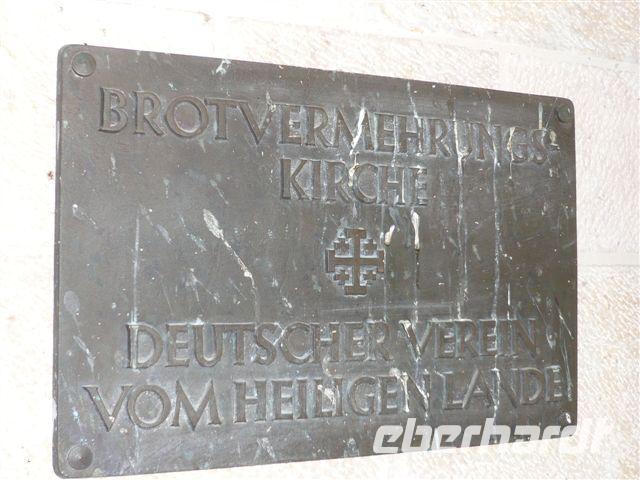 BROTVERMEHRUNGS-
KIRCHE
DEUTSCHER VEREIN
VOM HEILIGEN LANDE
eberhardt